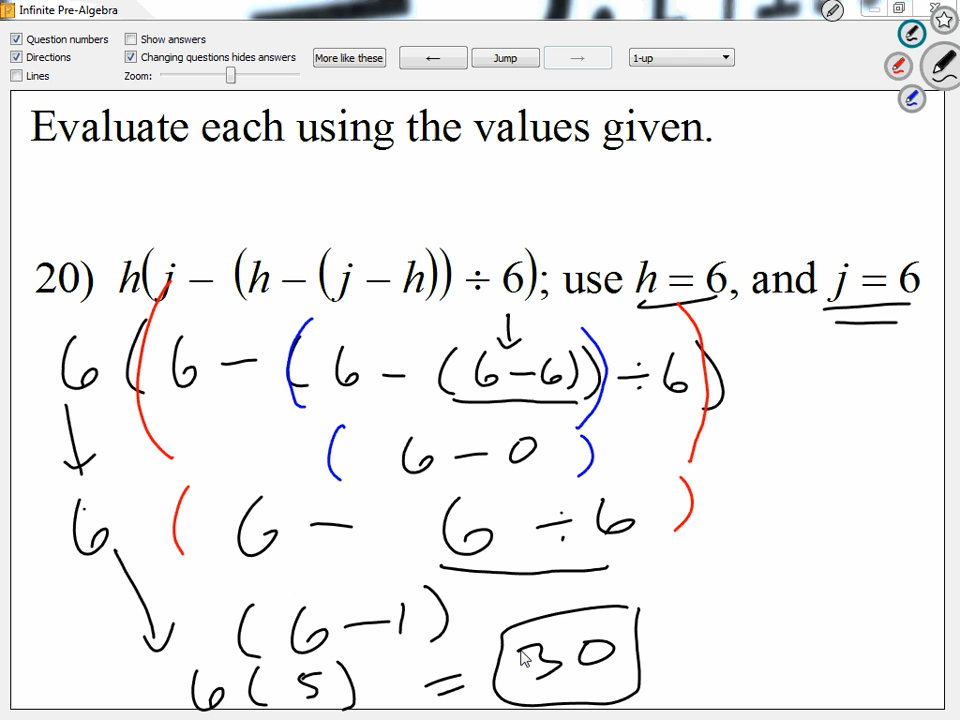 Infinite Pre-Algebra
Question numbers Show answers
Directions Changing questions hides answers More like these ← Jump → 1-up
Lines Zoom:
Evaluate each using the values given.
20) h(j − (h − (j − h)) ÷ 6); use h = 6, and j = 6
6 (6 − (6 − (6 − 6)) ÷ 6)
(6 − 0)
6 (6 − 6 ÷ 6)
(6 − 1)
6 (5) = 30